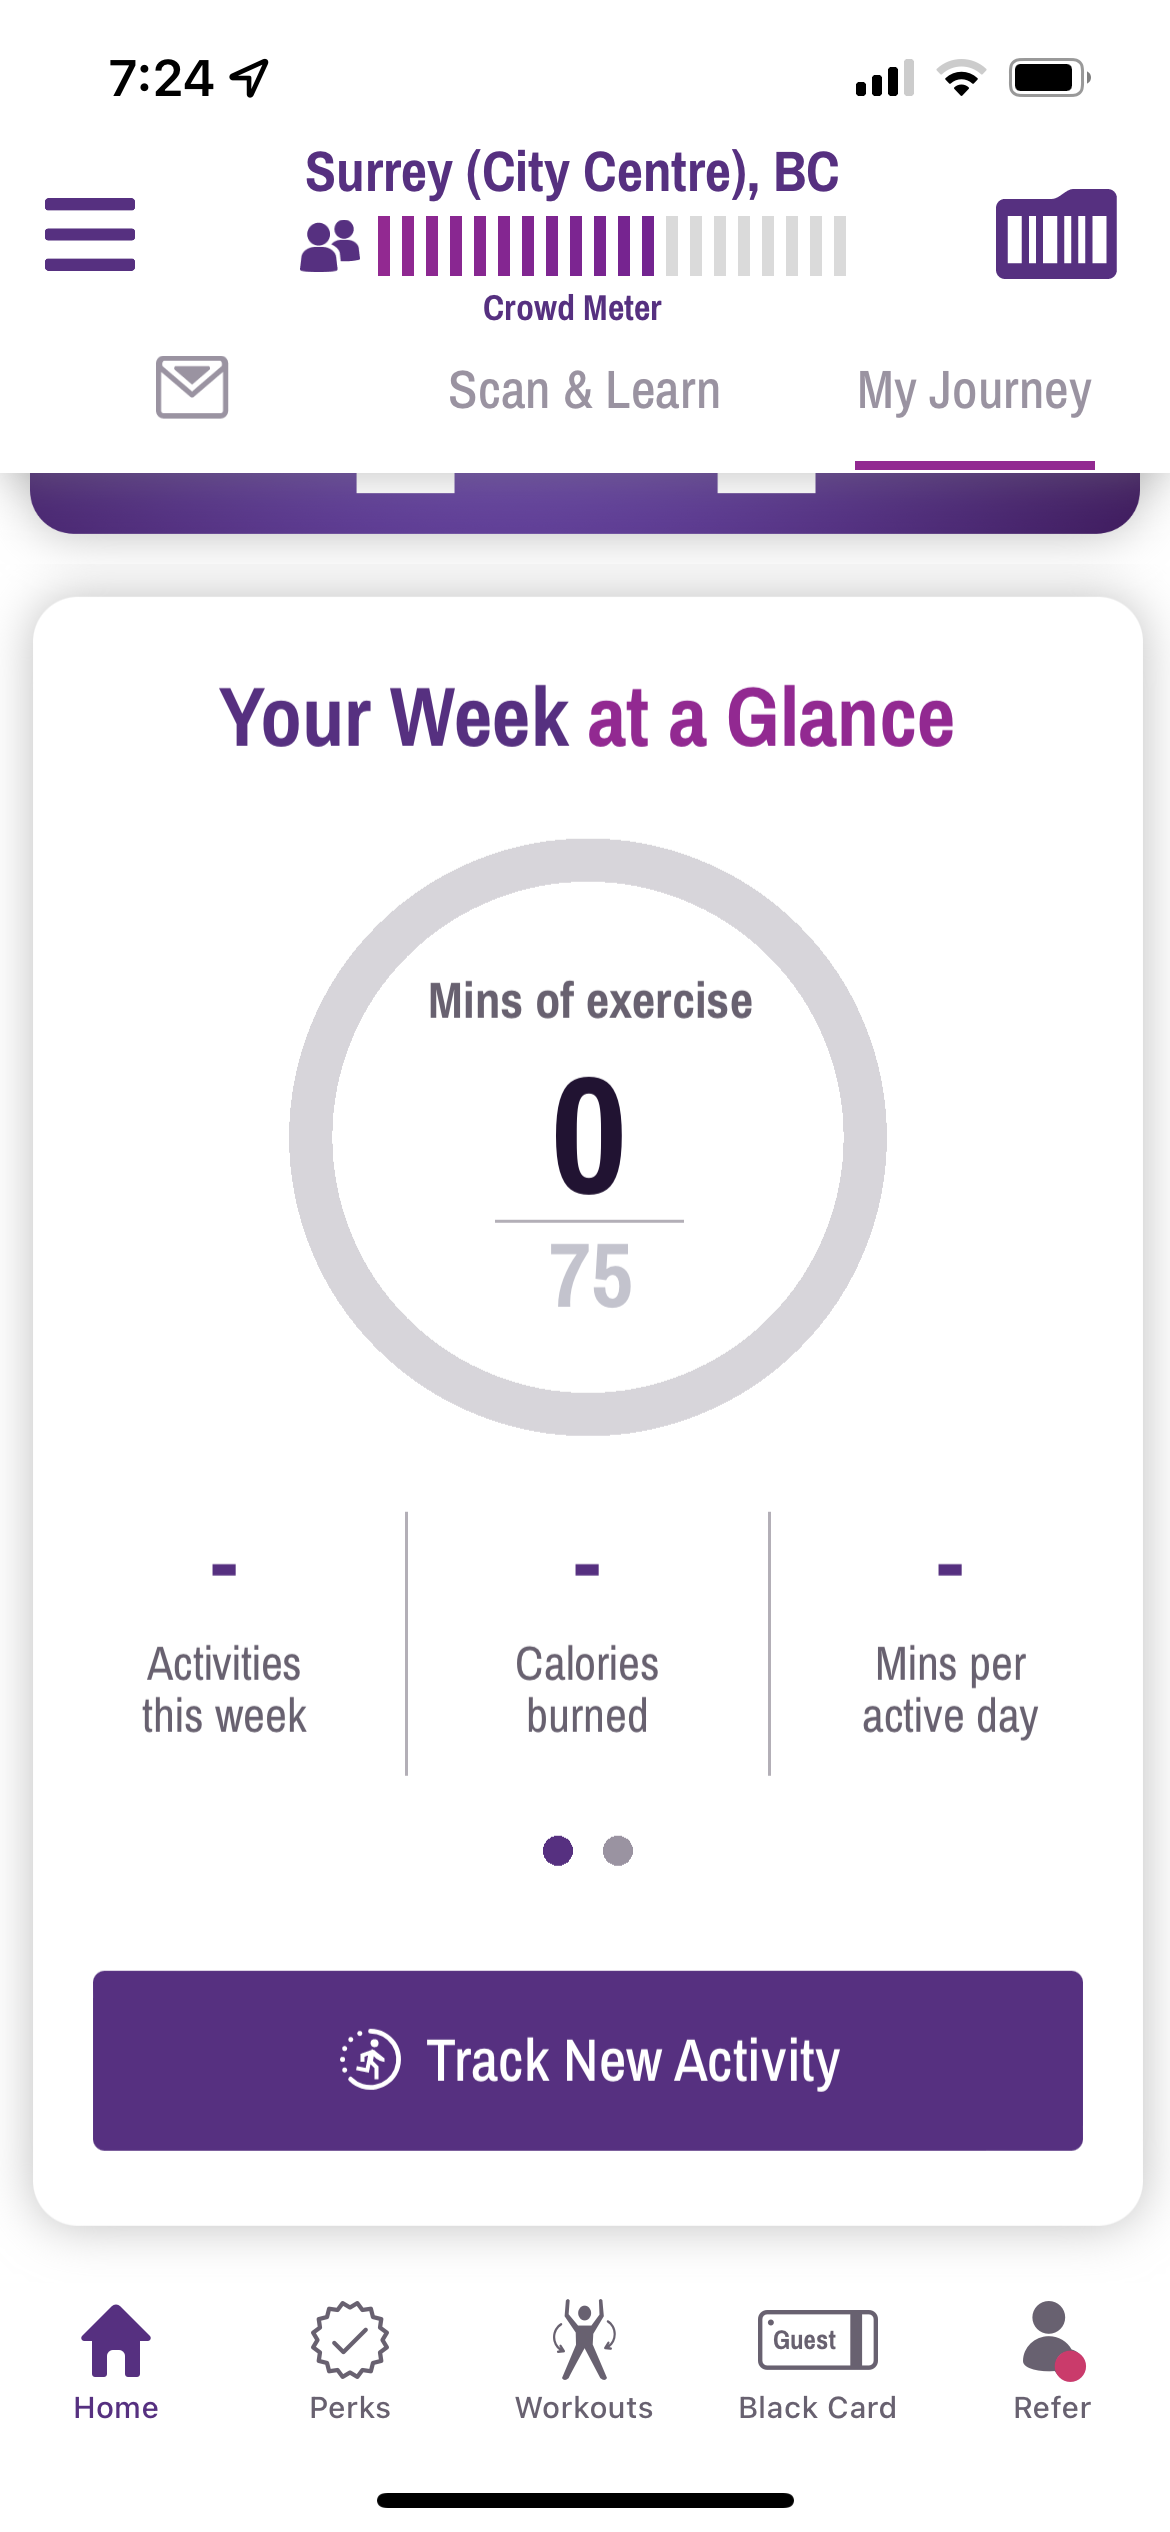 7:24
Surrey (City Centre), BC
Crowd Meter
Scan & Learn
My Journey
Your Week at a Glance
Mins of exercise
0
75
-
Activities
this week
-
Calories
burned
-
Mins per
active day
Track New Activity
Home
Perks
Workouts
Guest
Black Card
Refer